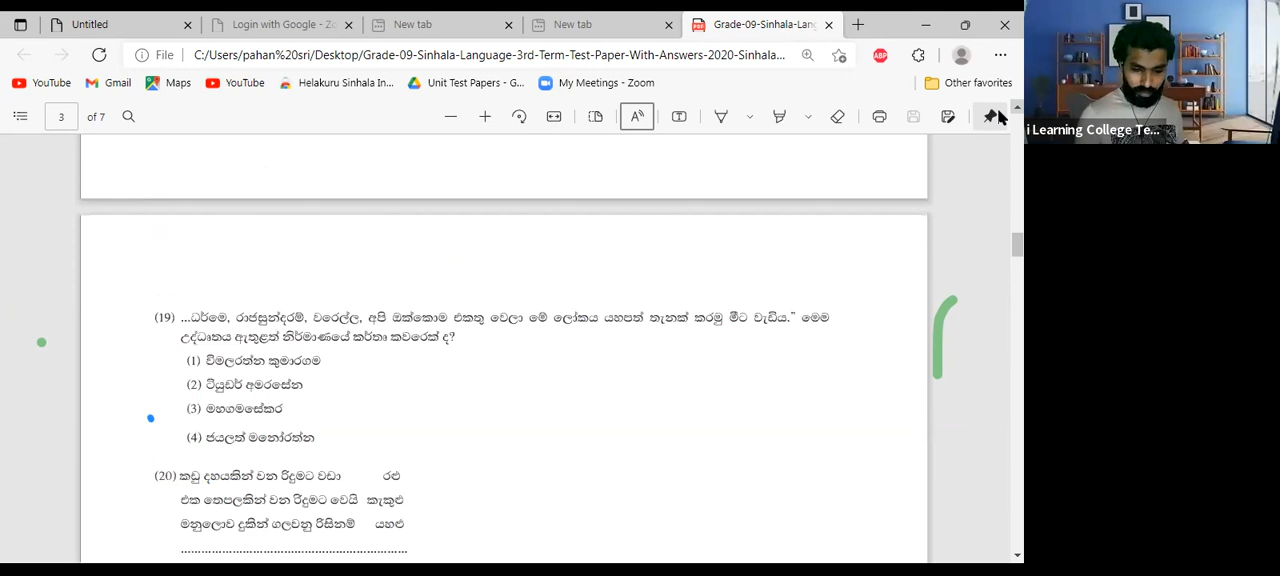 Untitled
Login with Google - Zo
New tab
New tab
Grade-09-Sinhala-Lang
File
C:/Users/pahan%20sri/Desktop/Grade-09-Sinhala-Language3rd-Term-Test-Paper-With-Answers-2020-Sinhala...
YouTube
Gmail
Maps
YouTube
Helakuru Sinhala In...
Unit Test Papers - G...
My Meetings - Zoom
Other favorites
3 of 7
i Learning College Te...
(19) ...ධර්මෙ, රාජසුන්දරම්, වරෙල්ල, අපි ඔක්කොම එකතු වෙලා මේ ලෝකය යහපත් තැනක් කරමු මීට වැඩිය.” මෙම
උද්ධෘතය ඇතුළත් නිර්මාණයේ කර්තෘ කවරෙක් ද?
(1) විමලරත්න කුමාරගම
(2) ටියුඩර් අමරසේන
(3) මහගමසේකර
(4) ජයලත් මනෝරත්න
(20) කඩු දහයකින් වන රිදුමට වඩා රළු
එක තෙපලකින් වන රිදුමට වෙයි කැකුළු
මනුලොව දුකින් ගලවනු රිසිනම් යහළු
..................................................................